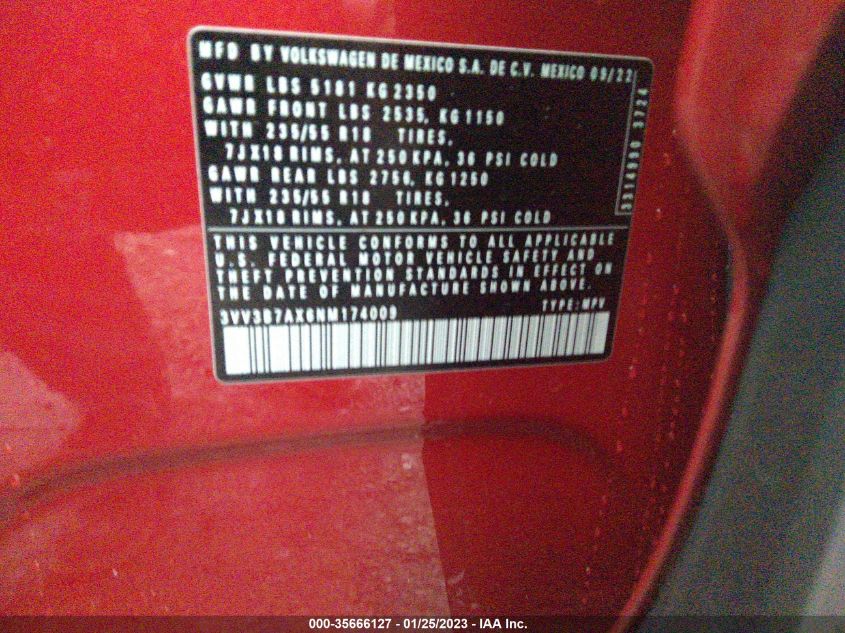 MFD BY VOLKSWAGEN DE MEXICO S.A. DE C.V. MEXICO 09/22
GVWR LBS 5181 KG 2350
GAWR FRONT LBS 2535, KG 1150
WITH 235/55 R18 TIRES,
7JX18 RIMS, AT 250 KPA, 36 PSI COLD
GAWR REAR LBS 2756, KG 1250
WITH 235/55 R18 TIRES,
7JX18 RIMS, AT 250 KPA, 36 PSI COLD
3724
THIS VEHICLE CONFORMS TO ALL APPLICABLE
U.S. FEDERAL MOTOR VEHICLE SAFETY AND
THEFT PREVENTION STANDARDS IN EFFECT ON
THE DATE OF MANUFACTURE SHOWN ABOVE.
3VV3B7AX6NM174009 TYPE: MPV
000-35666127 - 01/25/2023 - IAA Inc.